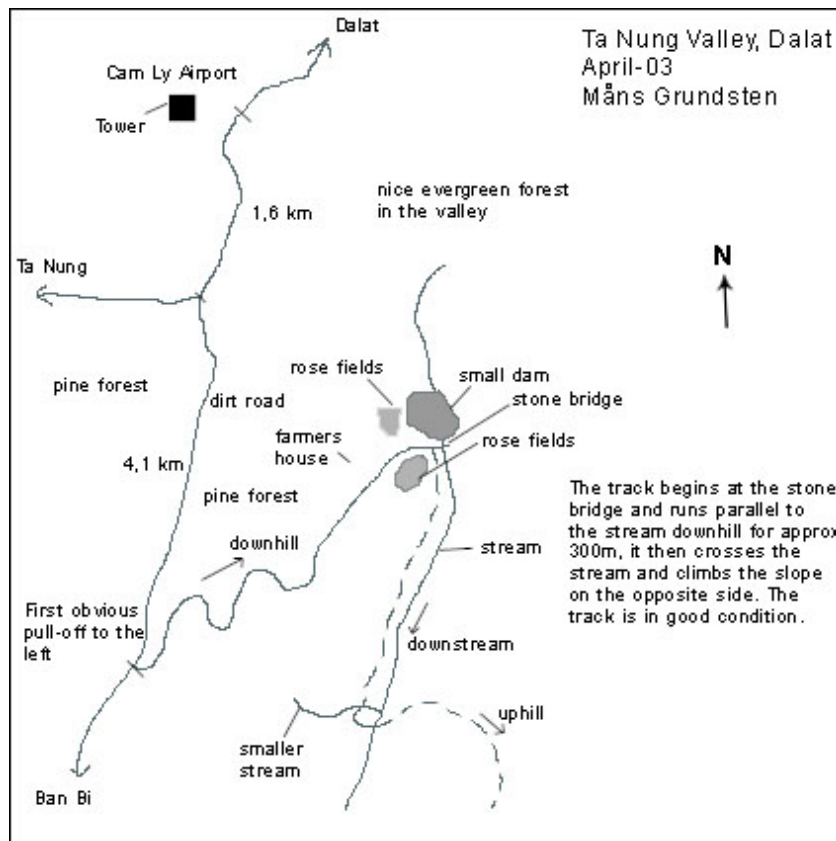 Dalat
Ta Nung Valley, Dalat
April-03
Måns Grundsten
Cam Ly Airport
Tower
nice evergreen forest
in the valley
1,6 km
N
Ta Nung
rose fields
small dam
pine forest
dirt road
stone bridge
farmers
house
rose fields
4,1 km
pine forest
The track begins at the stone
bridge and runs parallel to
the stream downhill for approx
300m, it then crosses the
stream and climbs the slope
on the opposite side. The
track is in good condition.
downhill
stream
First obvious
pull-off to the
left
downstream
uphill
smaller
stream
Ban Bi